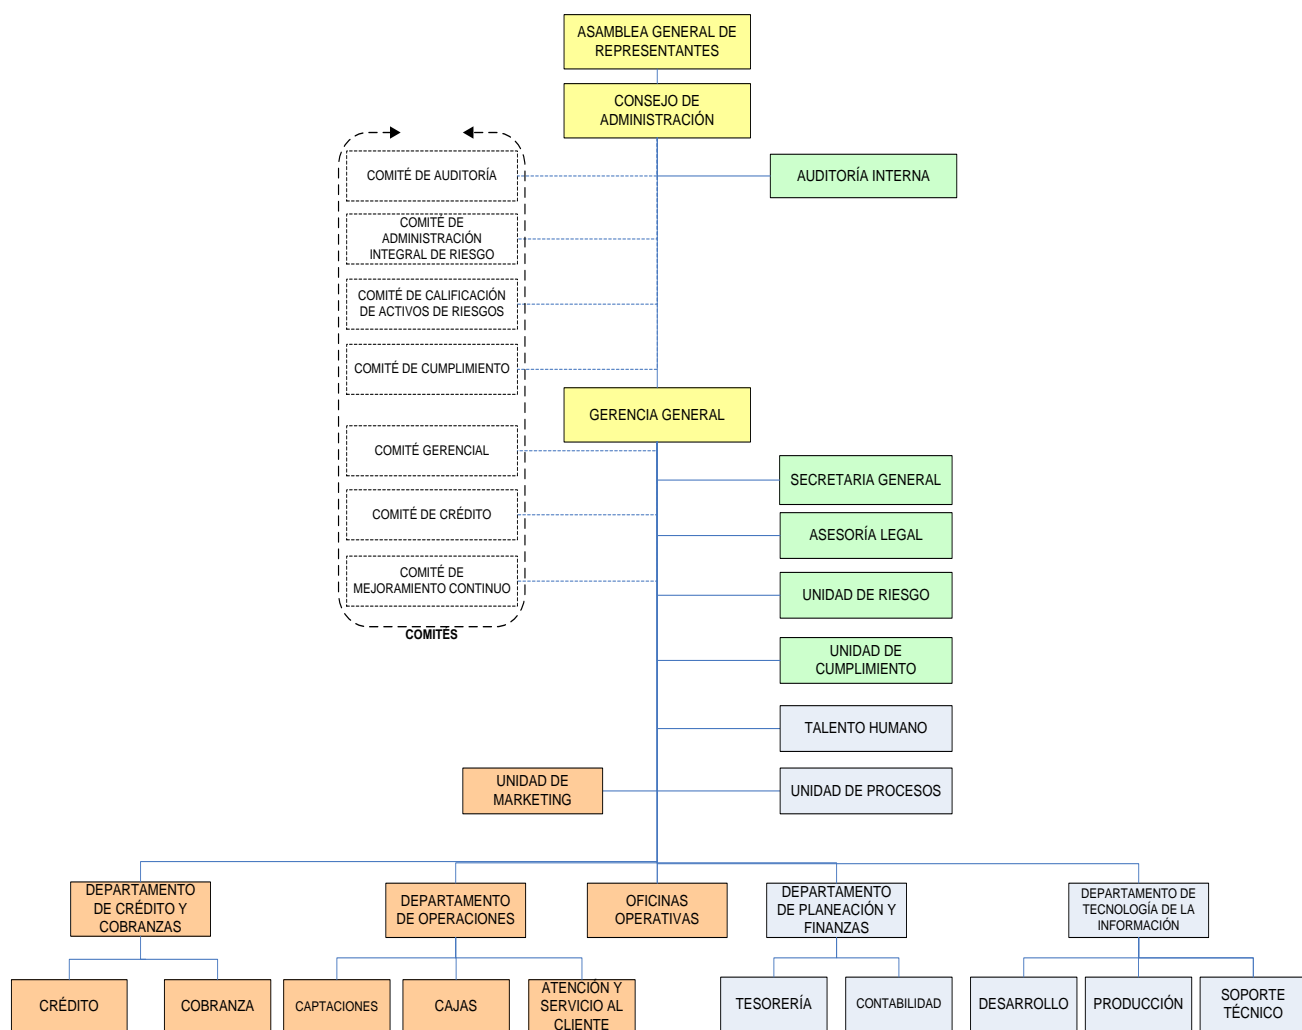 ASAMBLEA GENERAL DE
REPRESENTANTES
CONSEJO DE
ADMINISTRACIÓN
COMITÉ DE AUDITORÍA
AUDITORÍA INTERNA
COMITÉ DE
ADMINISTRACIÓN
INTEGRAL DE RIESGO
COMITÉ DE CALIFICACIÓN
DE ACTIVOS DE RIESGOS
COMITÉ DE CUMPLIMIENTO
GERENCIA GENERAL
COMITÉ GERENCIAL
SECRETARIA GENERAL
COMITÉ DE CRÉDITO
ASESORÍA LEGAL
COMITÉ DE
MEJORAMIENTO CONTINUO
UNIDAD DE RIESGO
COMITÉS
UNIDAD DE
CUMPLIMIENTO
TALENTO HUMANO
UNIDAD DE
MARKETING
UNIDAD DE PROCESOS
DEPARTAMENTO
DE CRÉDITO Y
COBRANZAS
DEPARTAMENTO
DE OPERACIONES
OFICINAS
OPERATIVAS
DEPARTAMENTO
DE PLANEACIÓN Y
FINANZAS
DEPARTAMENTO DE
TECNOLOGÍA DE LA
INFORMACIÓN
CRÉDITO
COBRANZA
CAPTACIONES
CAJAS
ATENCIÓN Y
SERVICIO AL
CLIENTE
TESORERÍA
CONTABILIDAD
DESARROLLO
PRODUCCIÓN
SOPORTE
TÉCNICO